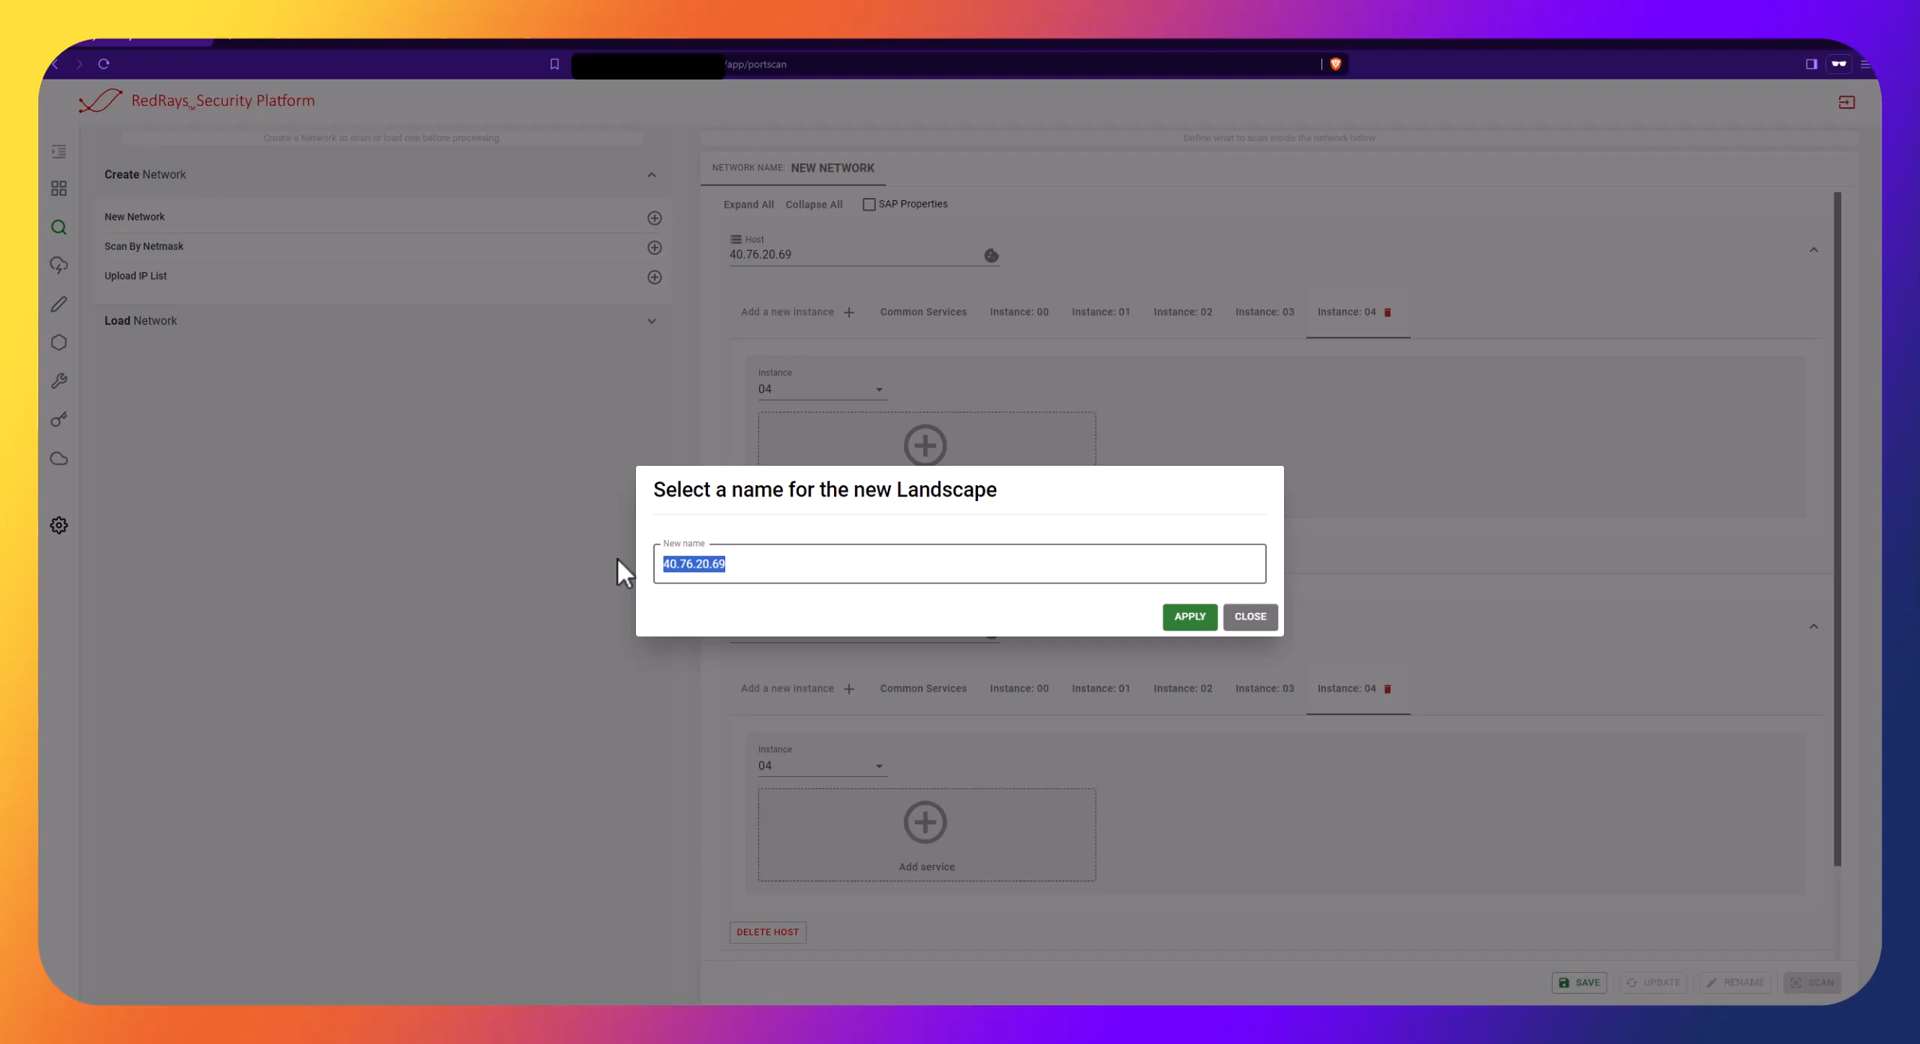 /app/portscan
RedRays™ Security Platform
Create a Network to scan or load one before processing.
Define what to scan inside the network below
Create Network
New Network
Scan By Netmask
Upload IP List
Load Network
NETWORK NAME: NEW NETWORK
Expand All Collapse All SAP Properties
Host
40.76.20.69
Add a new instance Common Services Instance: 00 Instance: 01 Instance: 02 Instance: 03 Instance: 04
Instance
04
Select a name for the new Landscape
New name
40.76.20.69
APPLY CLOSE
Add a new instance Common Services Instance: 00 Instance: 01 Instance: 02 Instance: 03 Instance: 04
Instance
04
Add service
DELETE HOST
SAVE UPDATE RENAME SCAN